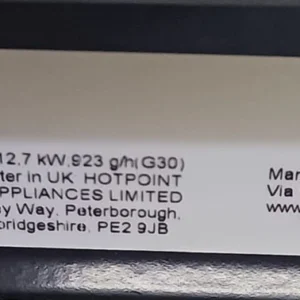 12,7 kW,923 g/h(G30)
ter in UK HOTPOINT
PPLIANCES LIMITED
y Way, Peterborough,
bridgeshire, PE2 9JB
Mar
Via
www